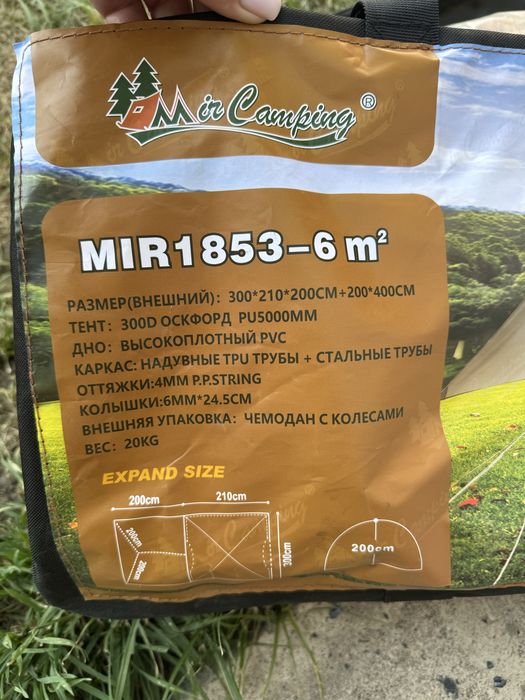 Mir Camping ®
MIR1853-6 m²
РАЗМЕР(ВНЕШНИЙ): 300*210*200CM+200*400CM
ТЕНТ: 300D ОСКФОРД PU5000MM
ДНО: ВЫСОКОПЛОТНЫЙ PVC
КАРКАС: НАДУВНЫЕ TPU ТРУБЫ + СТАЛЬНЫЕ ТРУБЫ
ОТТЯЖКИ:4MM P.P.STRING
КОЛЫШКИ:6MM*24.5CM
ВНЕШНЯЯ УПАКОВКА: ЧЕМОДАН С КОЛЕСАМИ
ВЕС: 20KG
EXPAND SIZE
200cm 210cm
200cm
200cm
300cm
200cm